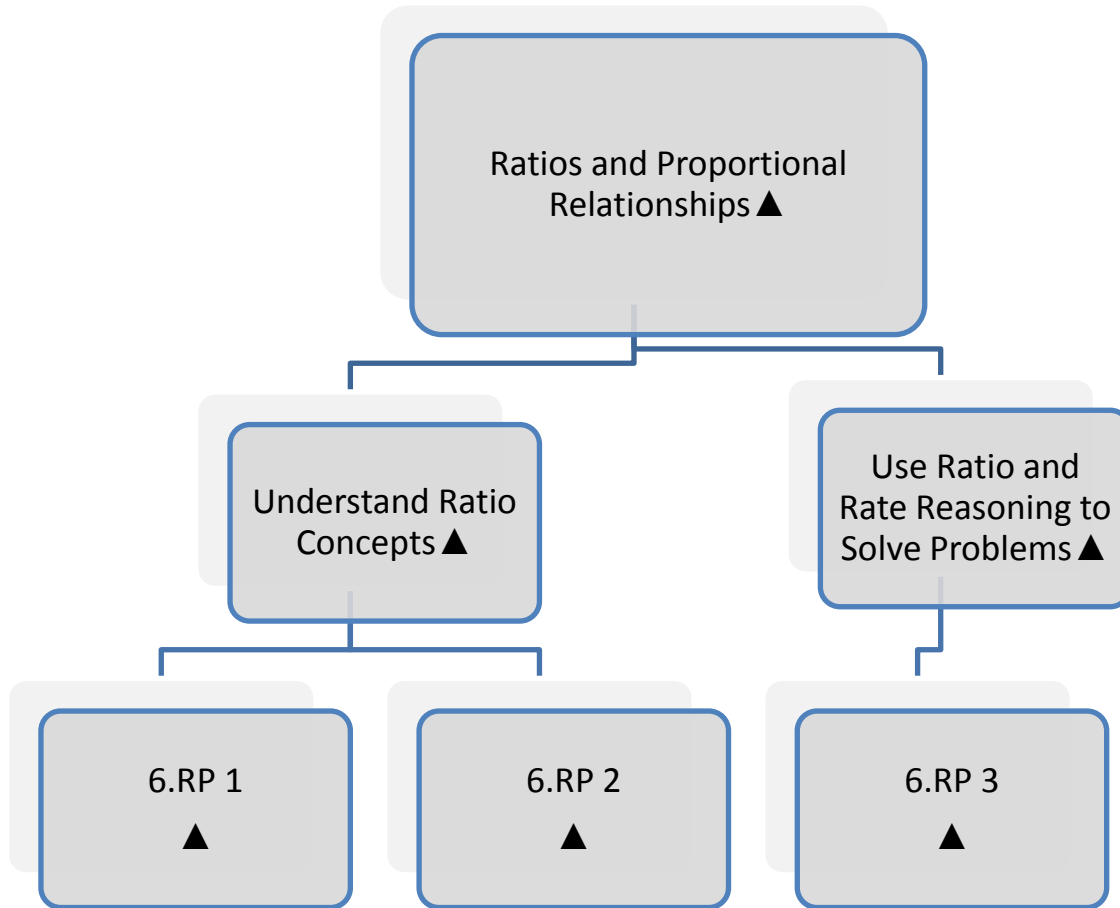 Ratios and Proportional
Relationships ▲
Understand Ratio
Concepts ▲
Use Ratio and
Rate Reasoning to
Solve Problems ▲
6.RP 1
▲
6.RP 2
▲
6.RP 3
▲